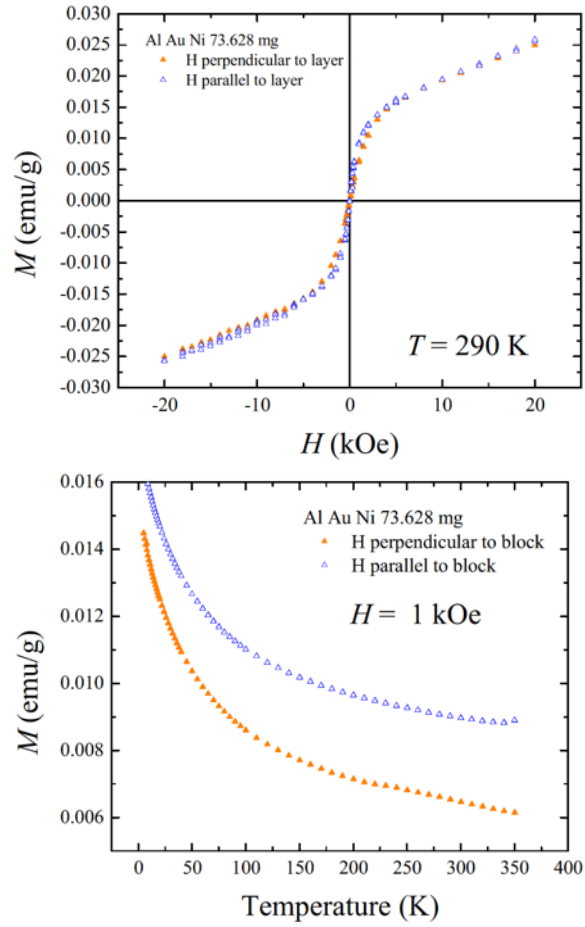 0.030
0.025
0.020
0.015
0.010
0.005
0.000
-0.005
-0.010
-0.015
-0.020
-0.025
-0.030
M (emu/g)
Al Au Ni 73.628 mg
H perpendicular to layer
H parallel to layer
T = 290 K
-20 -10 0 10 20
H (kOe)
0.016
0.014
0.012
0.010
0.008
0.006
M (emu/g)
Al Au Ni 73.628 mg
H perpendicular to block
H parallel to block
H = 1 kOe
0 50 100 150 200 250 300 350 400
Temperature (K)